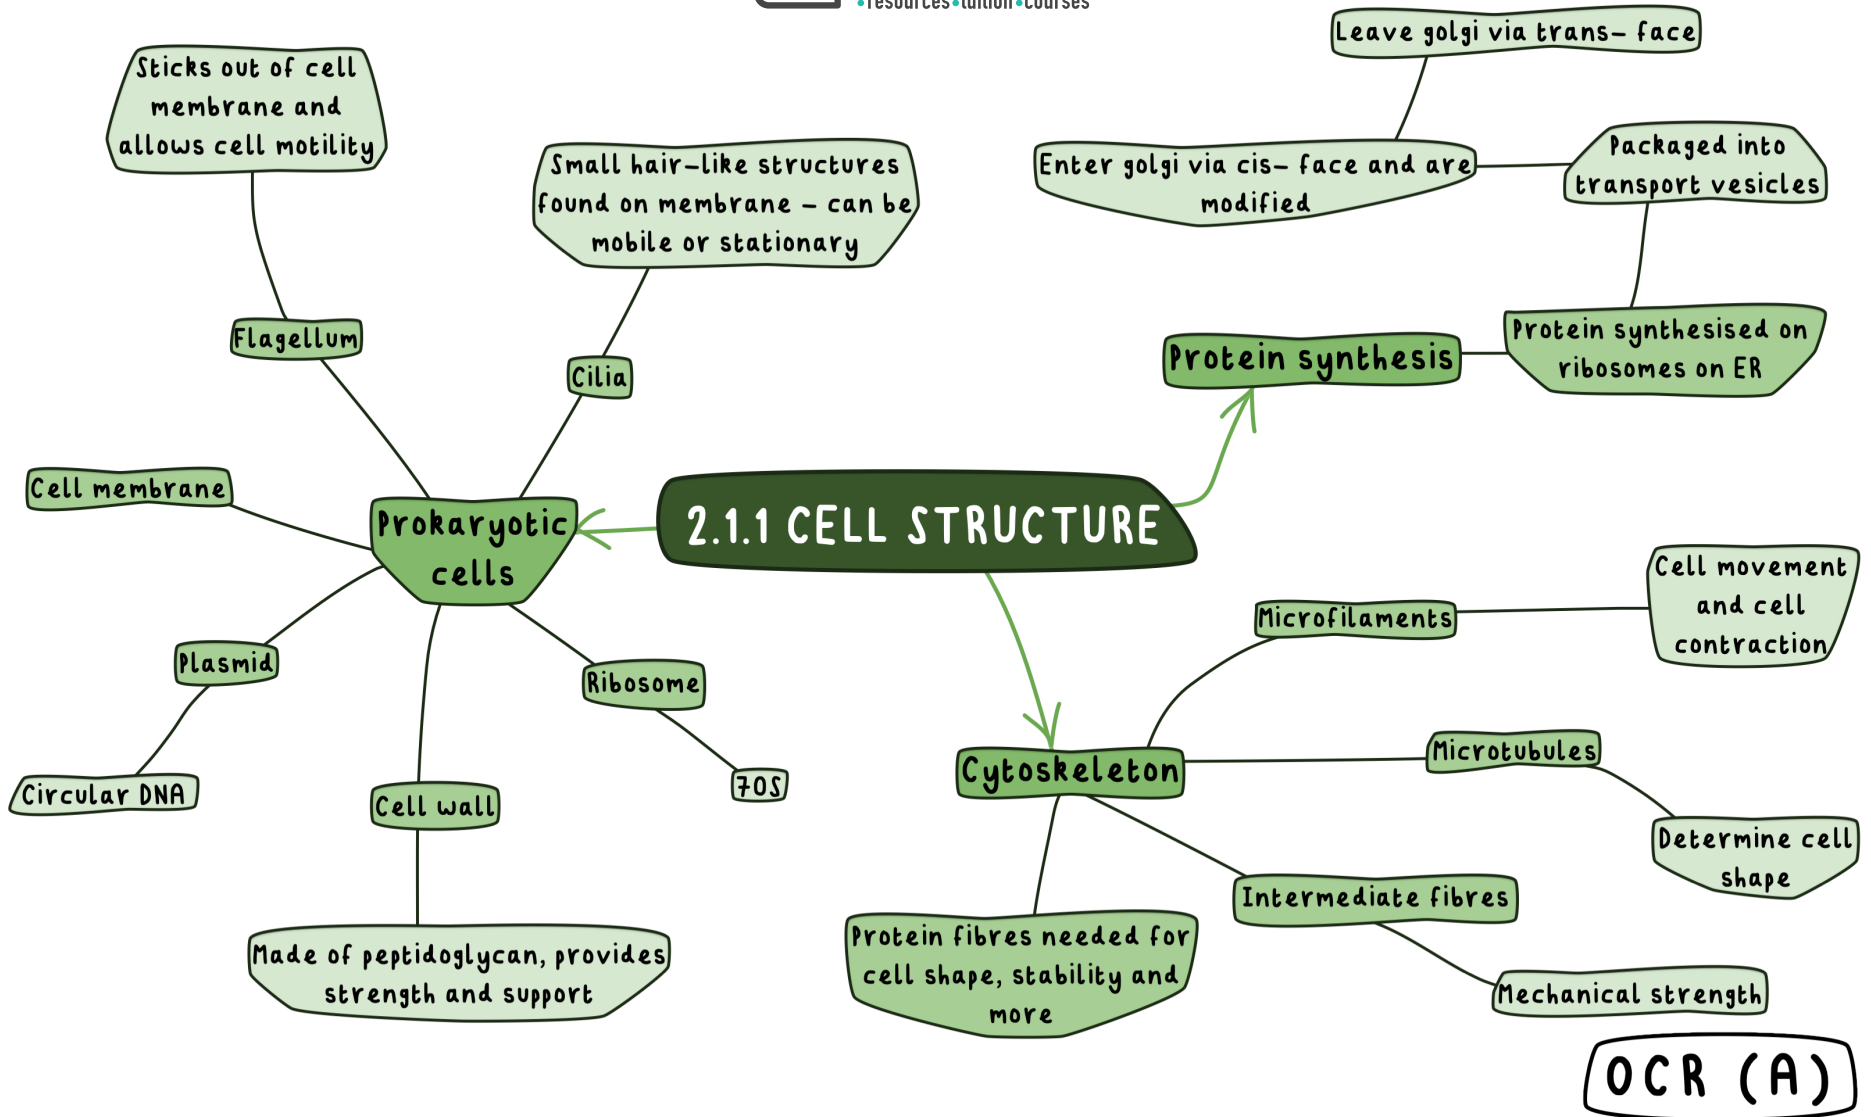 •resources•tuition•courses
Leave golgi via trans– face
Sticks out of cell
membrane and
allows cell motility
Small hair–like structures
found on membrane – can be
mobile or stationary
Enter golgi via cis– face and are
modified
Packaged into
transport vesicles
Flagellum
Cilia
Protein synthesis
Protein synthesised on
ribosomes on ER
Cell membrane
Prokaryotic
cells
2.1.1 CELL STRUCTURE
Microfilaments
Cell movement
and cell
contraction
Plasmid
Ribosome
Circular DNA
Cell wall
70S
Cytoskeleton
Microtubules
Determine cell
shape
Intermediate fibres
Made of peptidoglycan, provides
strength and support
Protein fibres needed for
cell shape, stability and
more
Mechanical strength
OCR (A)